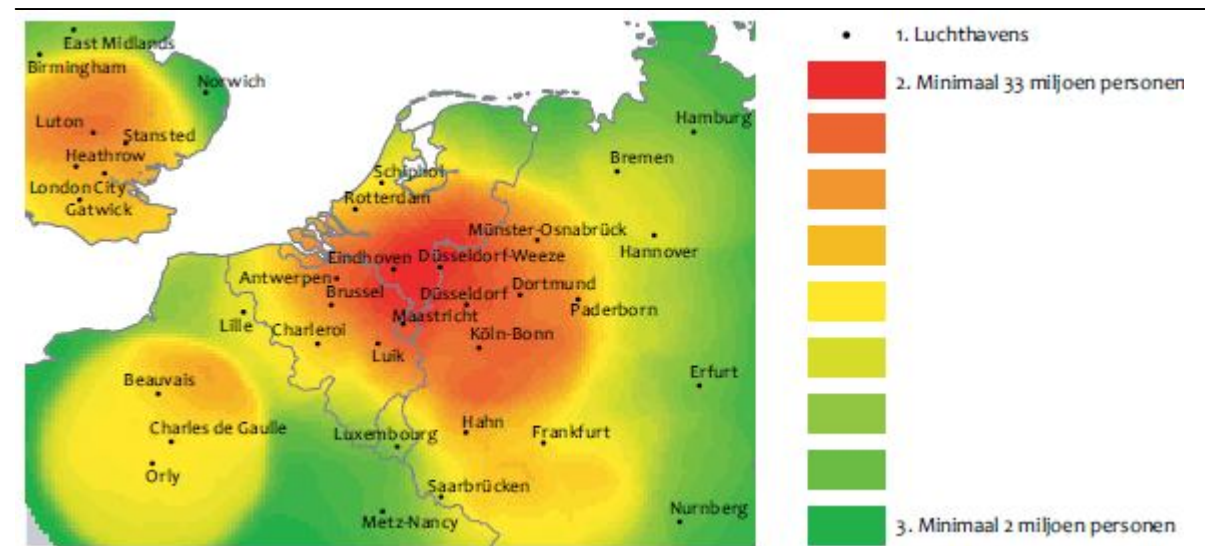 East Midlands
Birmingham
Norwich
Luton
Stansted
Heathrow
London City
Gatwick
Hamburg
Bremen
Schiphol
Rotterdam
Münster-Osnabrück
Hannover
Eindhoven
Düsseldorf-Weeze
Antwerpen
Brussel
Düsseldorf
Dortmund
Paderborn
Maastricht
Lille
Charleroi
Luik
Köln-Bonn
Beauvais
Erfurt
Charles de Gaulle
Luxembourg
Hahn
Frankfurt
Orly
Saarbrücken
Metz-Nancy
Nurnberg
1. Luchthavens
2. Minimaal 33 miljoen personen
3. Minimaal 2 miljoen personen